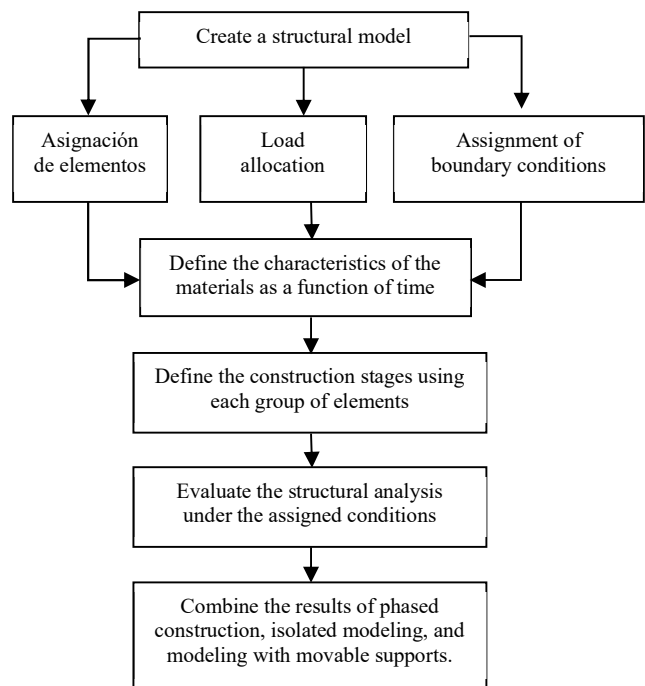 Create a structural model
Asignación
de elementos
Load
allocation
Assignment of
boundary conditions
Define the characteristics of the
materials as a function of time
Define the construction stages using
each group of elements
Evaluate the structural analysis
under the assigned conditions
Combine the results of phased
construction, isolated modeling, and
modeling with movable supports.